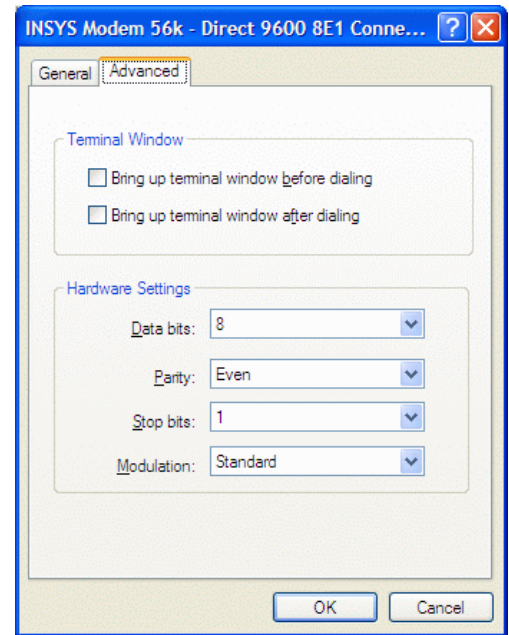 INSYS Modem 56k - Direct 9600 8E1 Conne... ?
General Advanced
Terminal Window
Bring up terminal window before dialing
Bring up terminal window after dialing
Hardware Settings
Data bits: 8
Parity: Even
Stop bits: 1
Modulation: Standard
OK Cancel